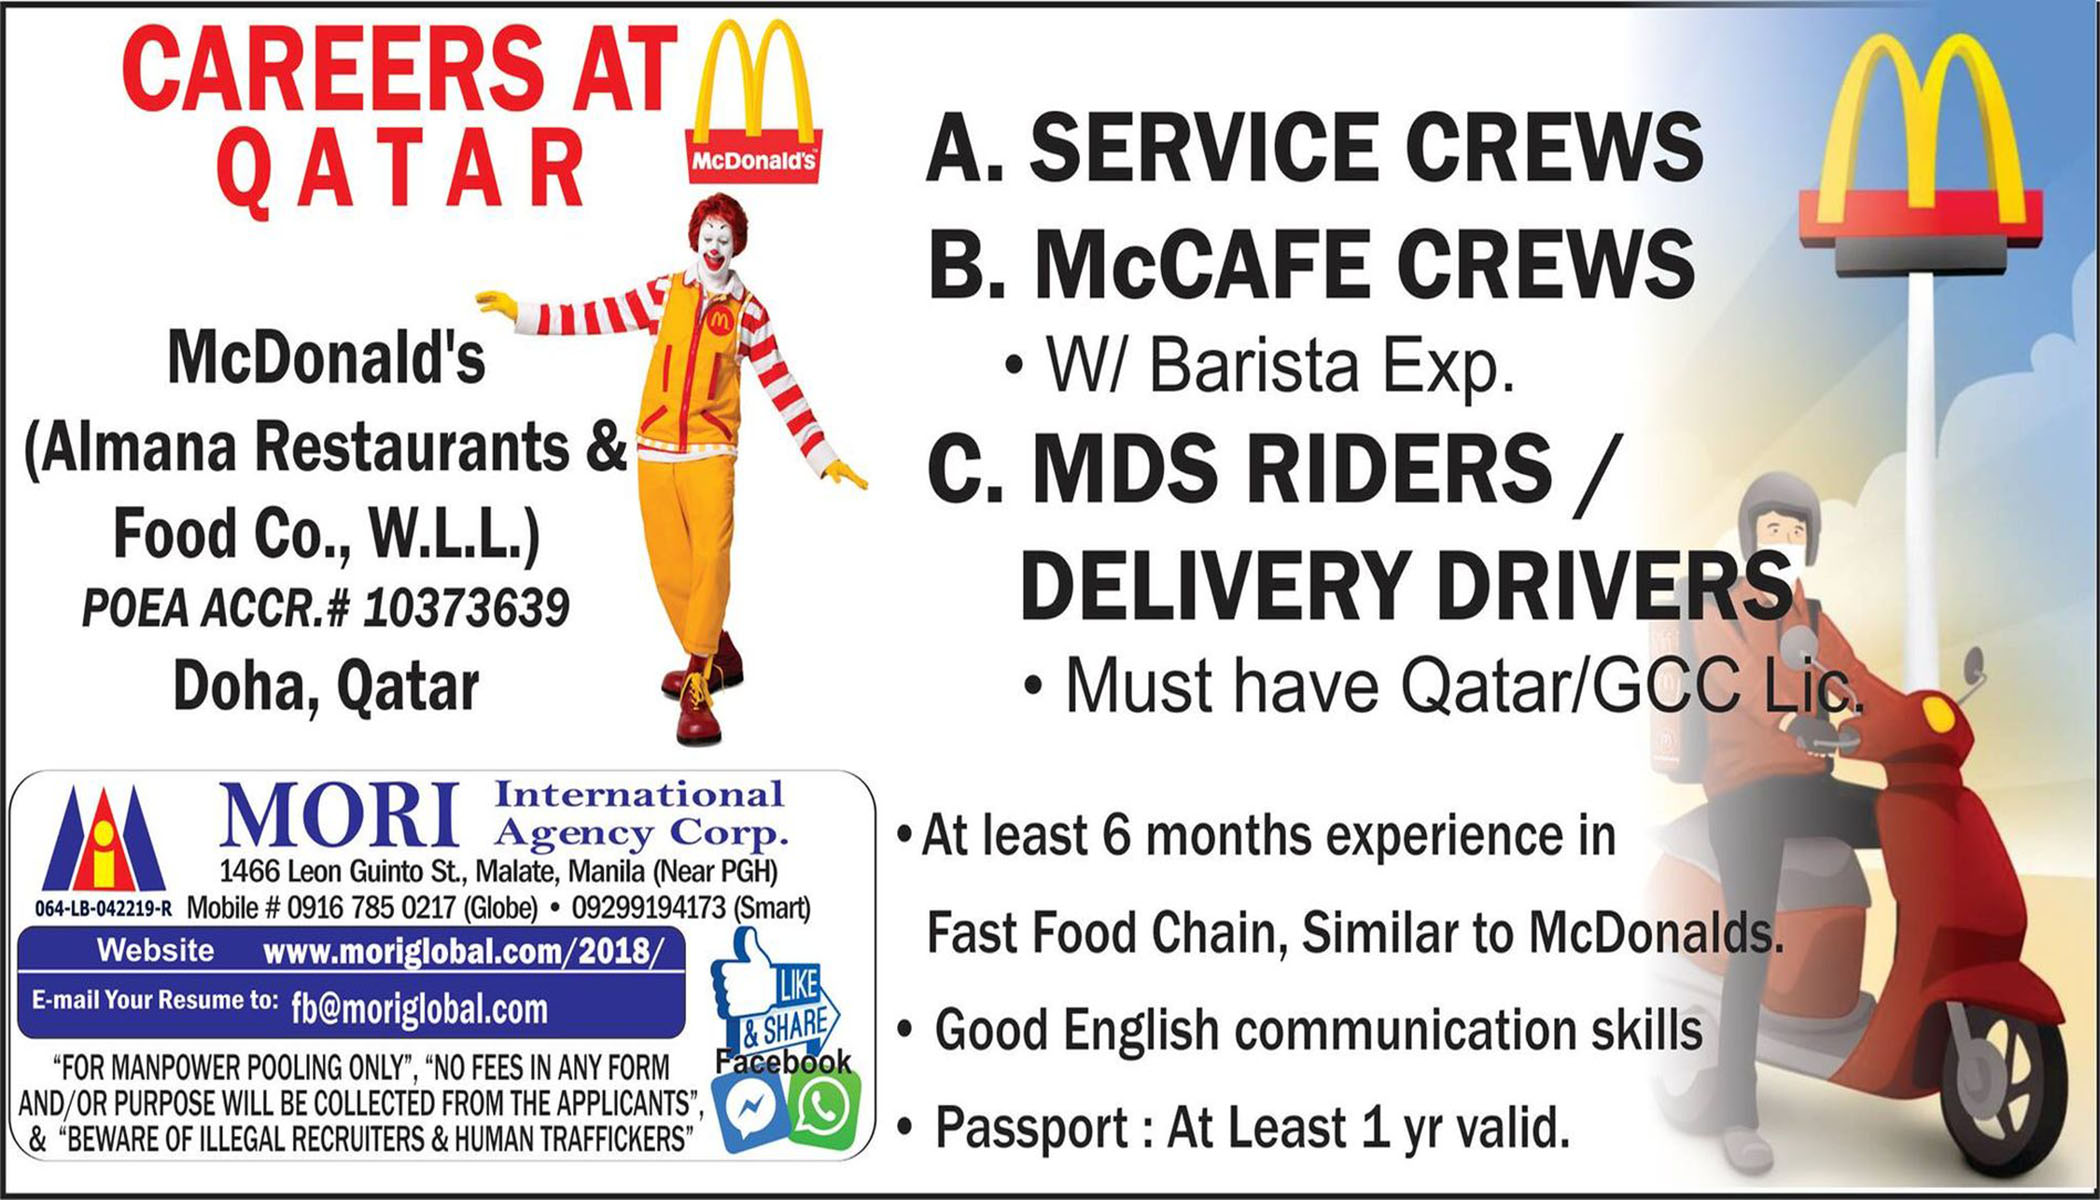 CAREERS AT
QATAR
McDonald's™
McDonald's
(Almana Restaurants &
Food Co., W.L.L.)
POEA ACCR.# 10373639
Doha, Qatar
MORI International
Agency Corp.
1466 Leon Guinto St., Malate, Manila (Near PGH)
064-LB-042219-R Mobile # 0916 785 0217 (Globe) • 09299194173 (Smart)
Website www.moriglobal.com/2018/
E-mail Your Resume to: fb@moriglobal.com
LIKE
& SHARE
Facebook
“FOR MANPOWER POOLING ONLY”, “NO FEES IN ANY FORM
AND/OR PURPOSE WILL BE COLLECTED FROM THE APPLICANTS”,
& “BEWARE OF ILLEGAL RECRUITERS & HUMAN TRAFFICKERS”
A. SERVICE CREWS
B. McCAFE CREWS
• W/ Barista Exp.
C. MDS RIDERS /
DELIVERY DRIVERS
• Must have Qatar/GCC Lic.
• At least 6 months experience in
Fast Food Chain, Similar to McDonalds.
• Good English communication skills
• Passport : At Least 1 yr valid.